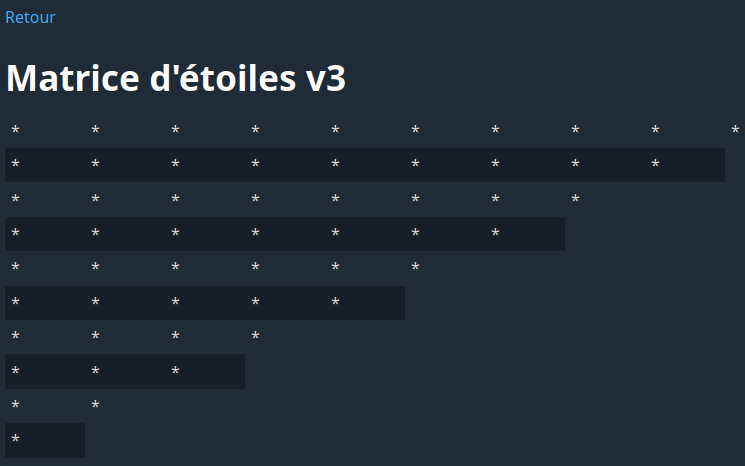 Retour
Matrice d'étoiles v3
* * * * * * * * * *
* * * * * * * * *
* * * * * * * *
* * * * * * *
* * * * * *
* * * * *
* * * *
* * *
* *
*